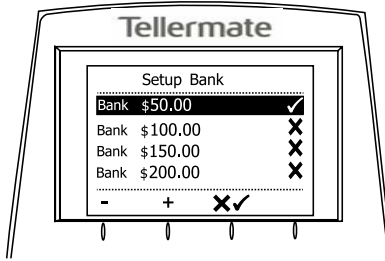 Tellermate
Setup Bank
Bank $50.00 ✓
Bank $100.00 ✗
Bank $150.00 ✗
Bank $200.00 ✗
- + ✗✓